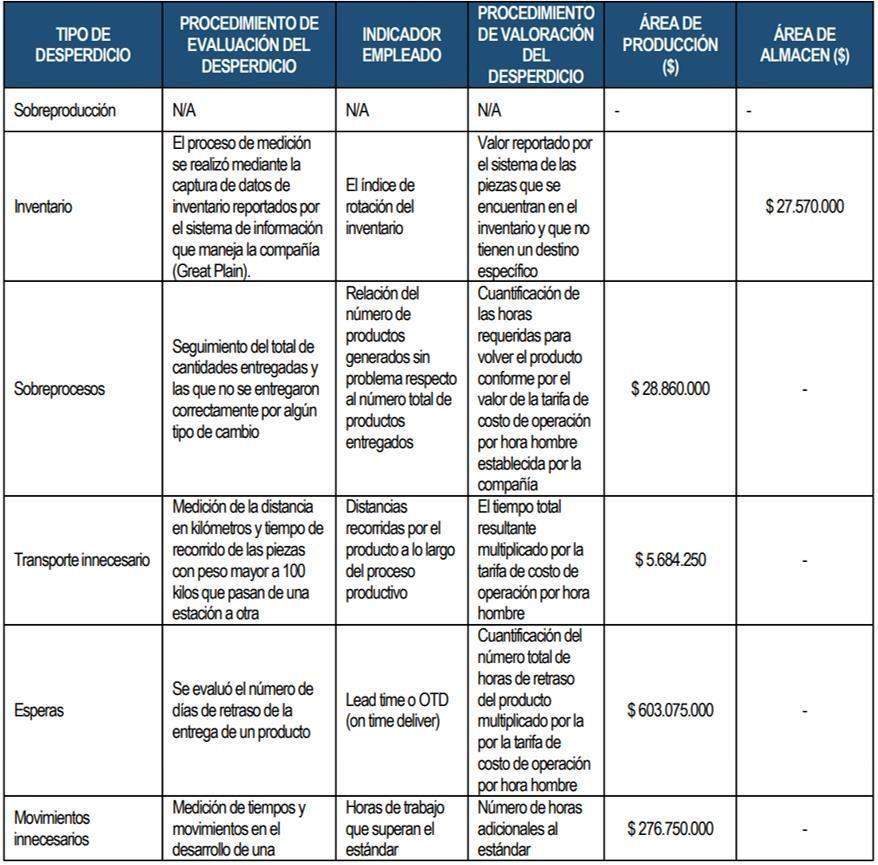 TIPO DE
DESPERDICIO
PROCEDIMIENTO DE
EVALUACIÓN DEL
DESPERDICIO
INDICADOR
EMPLEADO
PROCEDIMIENTO
DE VALORACIÓN
DEL
DESPERDICIO
ÁREA DE
PRODUCCIÓN
($)
ÁREA DE
ALMACEN ($)
Sobreproducción
N/A
N/A
N/A
-
-
Inventario
El proceso de medición
se realizó mediante la
captura de datos de
inventario reportados por
el sistema de información
que maneja la compañía
(Great Plain).
El índice de
rotación del
inventario
Valor reportado por
el sistema de las
piezas que se
encuentran en el
inventario y que no
tienen un destino
específico
$ 27.570.000
Sobreprocesos
Seguimiento del total de
cantidades entregadas y
las que no se entregaron
correctamente por algún
tipo de cambio
Relación del
número de
productos
generados sin
problema respecto
al número total de
productos
entregados
Cuantificación de
las horas
requeridas para
volver el producto
conforme por el
valor de la tarifa de
costo de operación
por hora hombre
establecida por la
compañía
$ 28.860.000
-
Transporte innecesario
Medición de la distancia
en kilómetros y tiempo de
recorrido de las piezas
con peso mayor a 100
kilos que pasan de una
estación a otra
Distancias
recorridas por el
producto a lo largo
del proceso
productivo
El tiempo total
resultante
multiplicado por la
tarifa de costo de
operación por hora
hombre
$ 5.684.250
-
Esperas
Se evaluó el número de
días de retraso de la
entrega de un producto
Lead time o OTD
(on time deliver)
Cuantificación del
número total de
horas de retraso
del producto
multiplicado por la
por la tarifa de
costo de operación
por hora hombre
$ 603.075.000
-
Movimientos
innecesarios
Medición de tiempos y
movimientos en el
desarrollo de una
Horas de trabajo
que superan el
estándar
Número de horas
adicionales al
estándar
$ 276.750.000
-